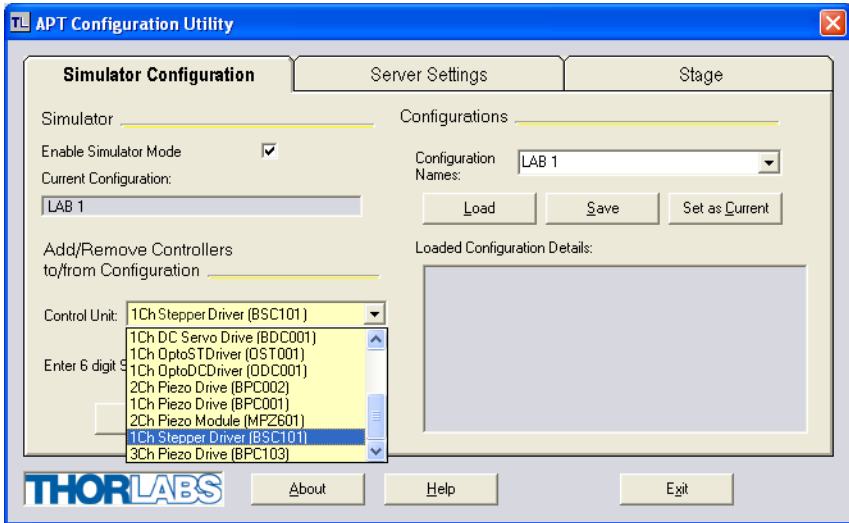 TL APT Configuration Utility
Simulator Configuration
Server Settings
Stage
Simulator
Enable Simulator Mode
Current Configuration:
LAB 1
Add/Remove Controllers
to/from Configuration
Control Unit: 1Ch Stepper Driver (BSC101)
1Ch DC Servo Drive (BDC001)
1Ch OptoSTDriver (OST001)
1Ch OptoDCDriver (ODC001)
2Ch Piezo Drive (BPC002)
1Ch Piezo Drive (BPC001)
2Ch Piezo Module (MPZ601)
1Ch Stepper Driver (BSC101)
3Ch Piezo Drive (BPC103)
Enter 6 digit S
Configurations
Configuration
Names:
LAB 1
Load
Save
Set as Current
Loaded Configuration Details:
THORLABS
About
Help
Exit